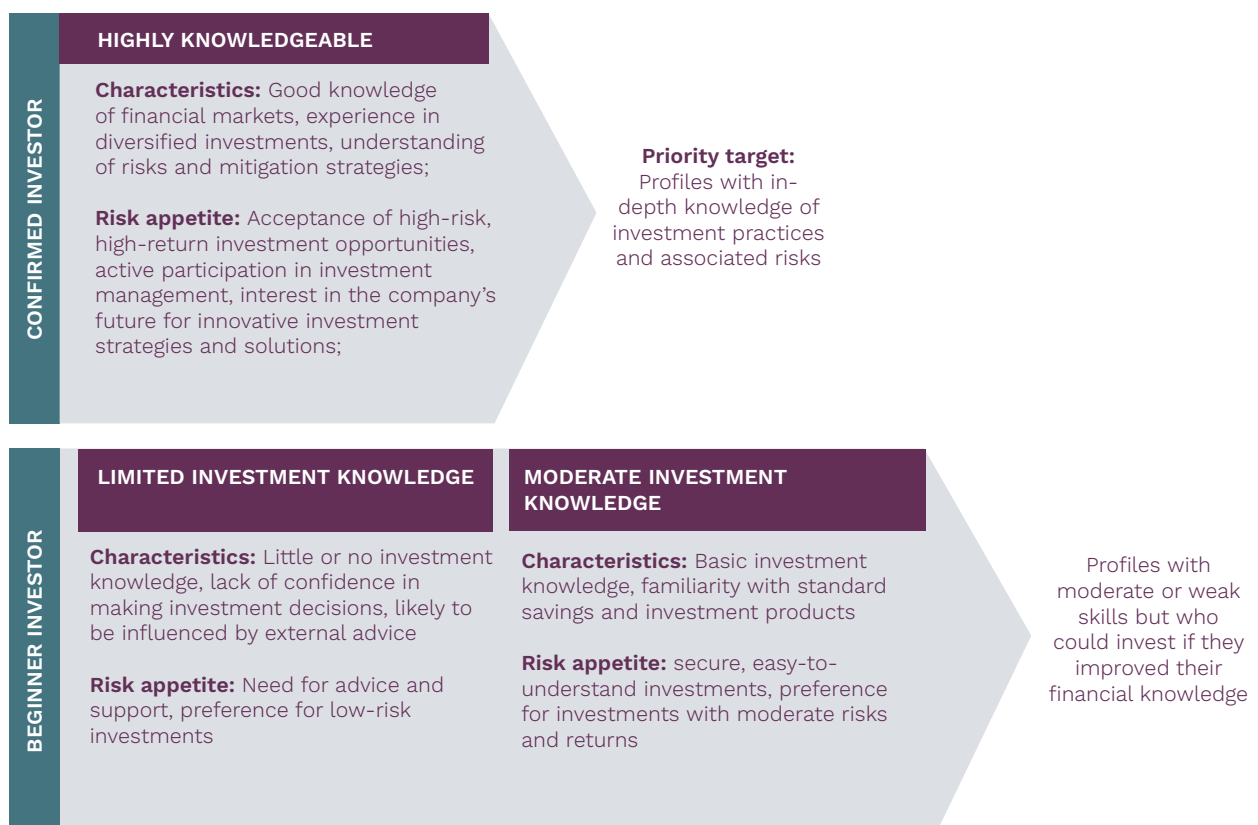 CONFIRMED INVESTOR
HIGHLY KNOWLEDGEABLE
Characteristics: Good knowledge
of financial markets, experience in
diversified investments, understanding
of risks and mitigation strategies;
Risk appetite: Acceptance of high-risk,
high-return investment opportunities,
active participation in investment
management, interest in the company's
future for innovative investment
strategies and solutions;
Priority target:
Profiles with in-
depth knowledge of
investment practices
and associated risks
BEGINNER INVESTOR
LIMITED INVESTMENT KNOWLEDGE
Characteristics: Little or no investment
knowledge, lack of confidence in
making investment decisions, likely to
be influenced by external advice
Risk appetite: Need for advice and
support, preference for low-risk
investments
MODERATE INVESTMENT
KNOWLEDGE
Characteristics: Basic investment
knowledge, familiarity with standard
savings and investment products
Risk appetite: secure, easy-to-
understand investments, preference
for investments with moderate risks
and returns
Profiles with
moderate or weak
skills but who
could invest if they
improved their
financial knowledge